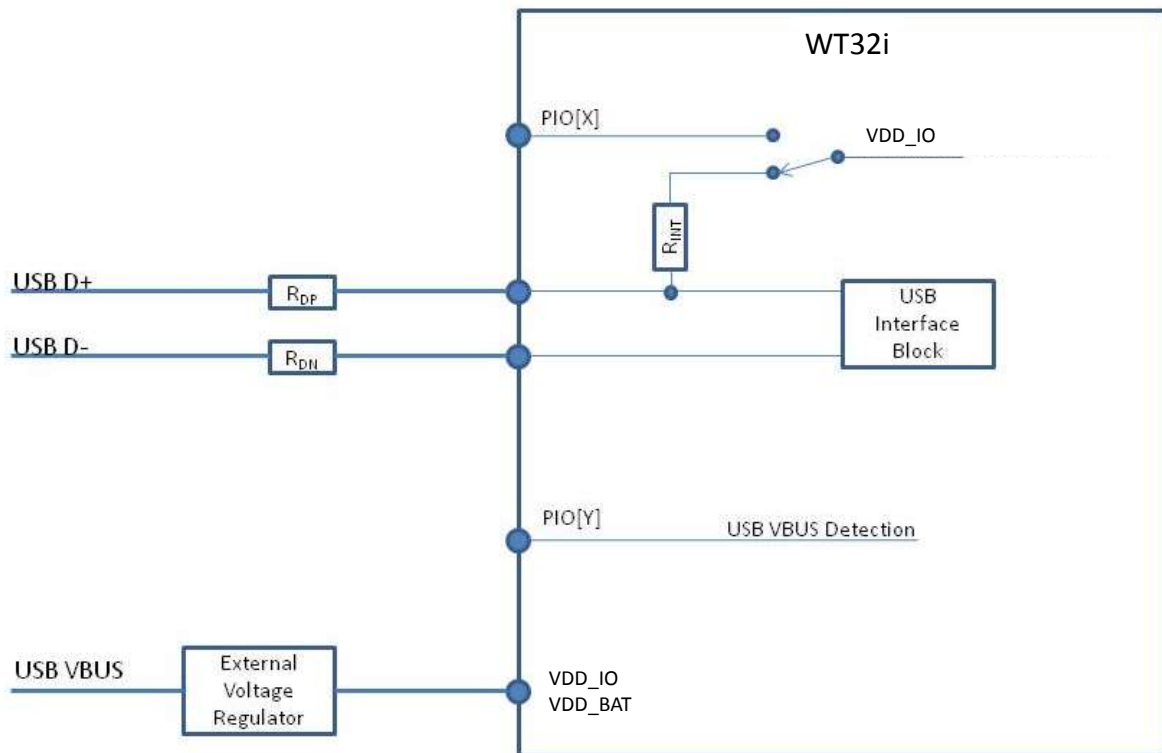 WT32i
PIO[X]
VDD_IO
RINT
USB D+
RDP
USB
Interface
Block
USB D-
RDN
PIO[Y]
USB VBUS Detection
USB VBUS
External
Voltage
Regulator
VDD_IO
VDD_BAT